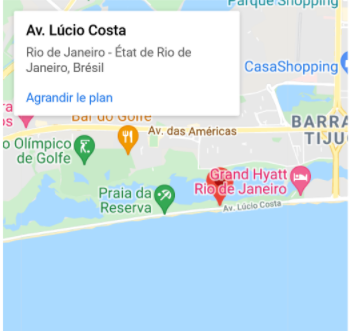 Parque Shopping
Av. Lúcio Costa
Rio de Janeiro - État de Rio de
Janeiro, Brésil
CasaShopping
Agrandir le plan
Bar do Golfe
Av. das Américas
BARRA
TIJU
o Olímpico
de Golfe
Grand Hyatt
Rio de Janeiro
Praia da
Reserva
Av. Lúcio Costa